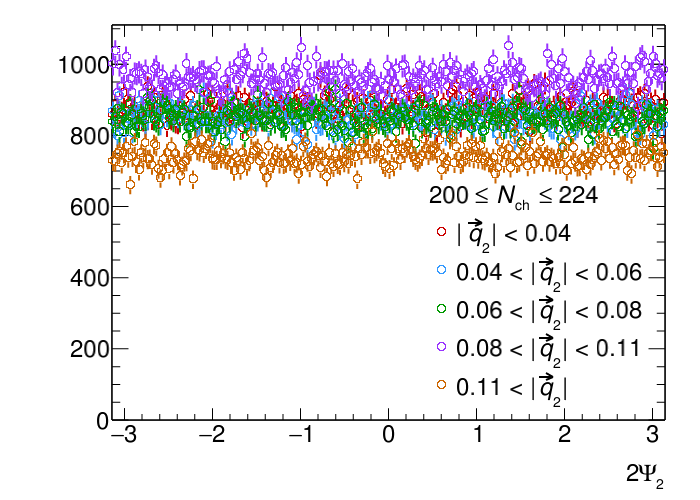 1000
800
600
400
200
0
200 ≤ N_ch ≤ 224
| q⃗_2 | < 0.04
0.04 < | q⃗_2 | < 0.06
0.06 < | q⃗_2 | < 0.08
0.08 < | q⃗_2 | < 0.11
0.11 < | q⃗_2 |
−3 −2 −1 0 1 2 3
2Ψ_2